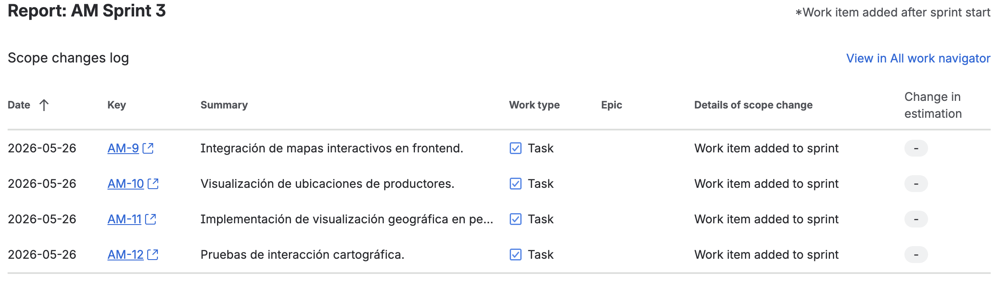 Report: AM Sprint 3
*Work item added after sprint start
Scope changes log
View in All work navigator
Date Key Summary Work type Epic Details of scope change Change in estimation
2026-05-26 AM-9 Integración de mapas interactivos en frontend. Task Work item added to sprint -
2026-05-26 AM-10 Visualización de ubicaciones de productores. Task Work item added to sprint -
2026-05-26 AM-11 Implementación de visualización geográfica en pe... Task Work item added to sprint -
2026-05-26 AM-12 Pruebas de interacción cartográfica. Task Work item added to sprint -